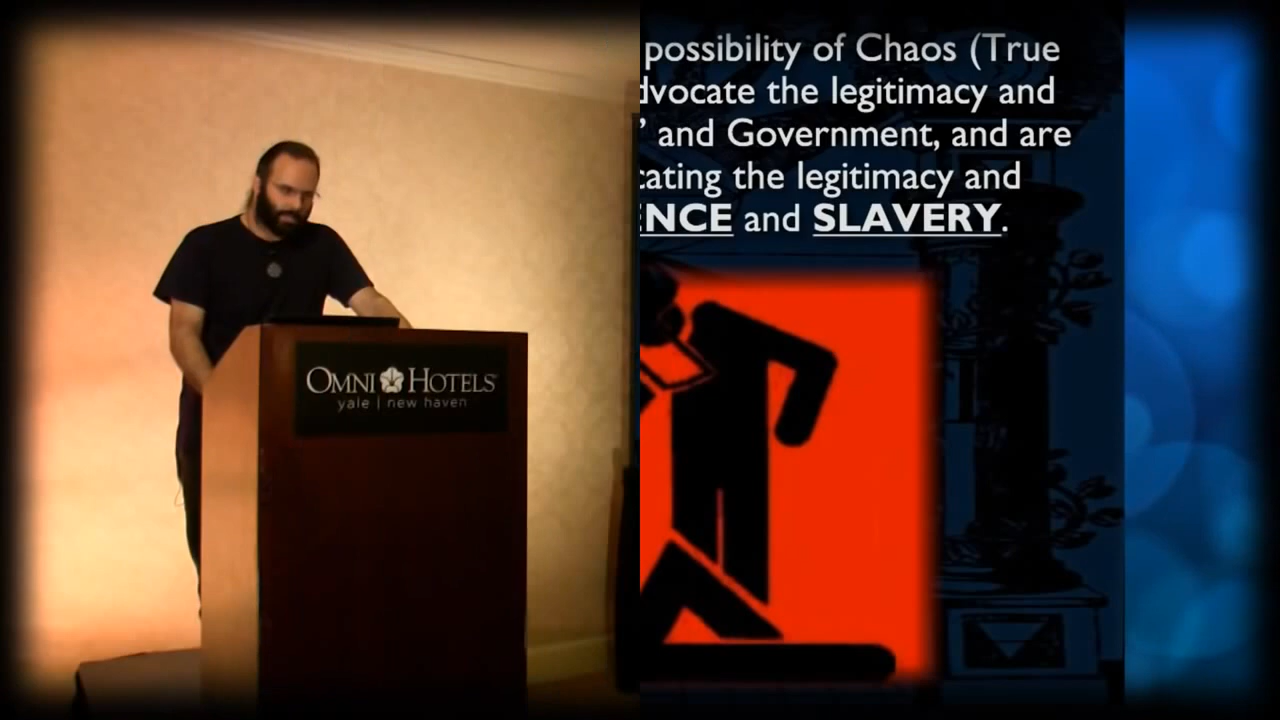 possibility of Chaos (True
dvocate the legitimacy and
’ and Government, and are
cating the legitimacy and
ENCE and SLAVERY.
OMNI HOTELS
yale | new haven